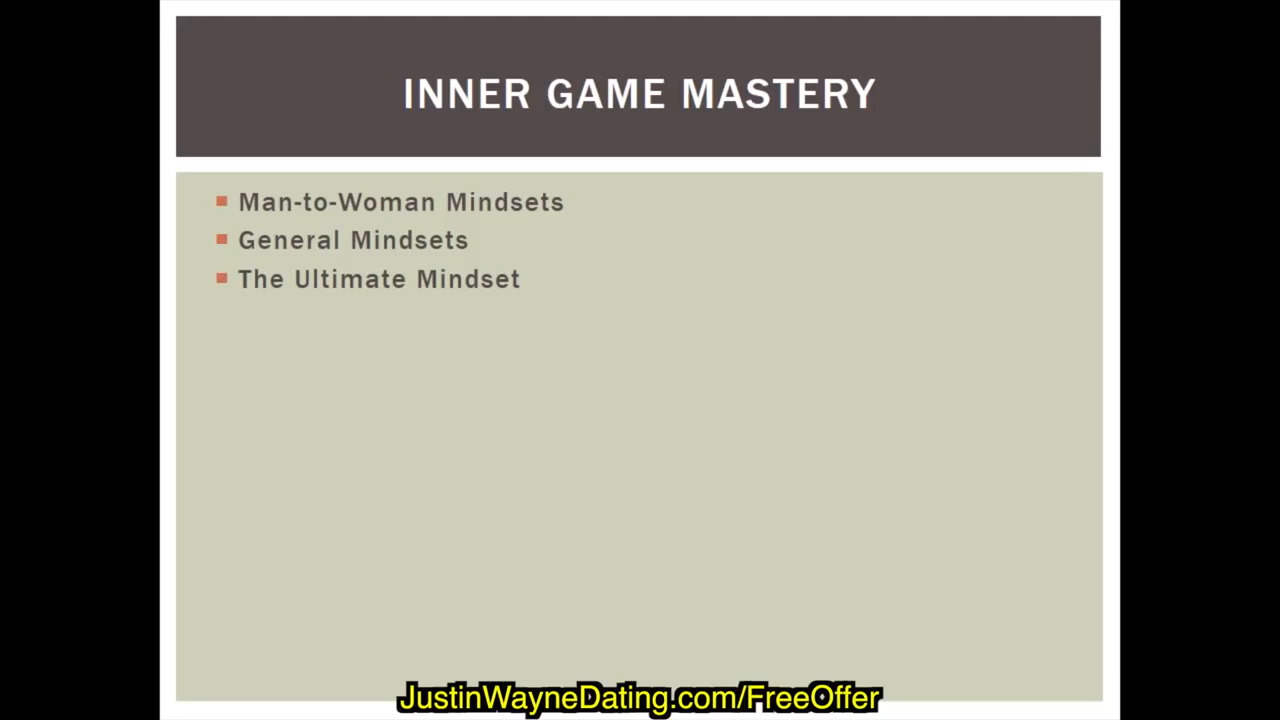 INNER GAME MASTERY
Man-to-Woman Mindsets
General Mindsets
The Ultimate Mindset
JustinWayneDating.com/FreeOffer